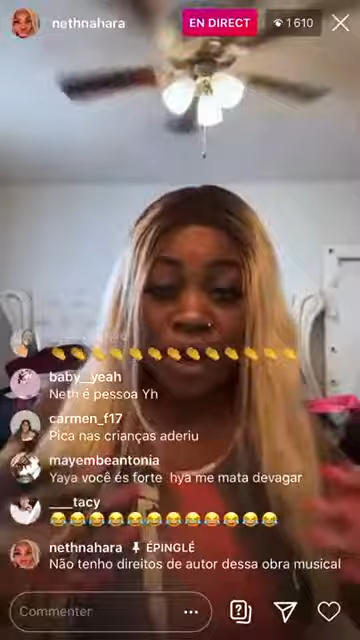 nethnahara
EN DIRECT
1 610
👏👏👏👏👏👏👏👏👏👏👏👏
baby__yeah
Neth é pessoa Yh
carmen_f17
Pica nas crianças aderiu
mayembeantonia
Yaya você és forte hya me mata devagar
____tacy
😂😂😂😂😂😂😂😂😂😂😂😂
nethnahara ÉPINGLÉ
Não tenho direitos de autor dessa obra musical
Commenter